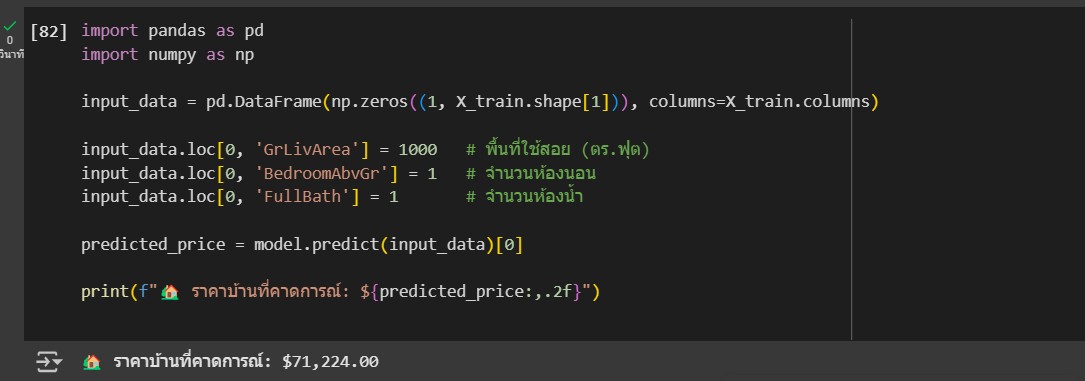 [82] import pandas as pd
0 import numpy as np
วินาที
input_data = pd.DataFrame(np.zeros((1, X_train.shape[1])), columns=X_train.columns)
input_data.loc[0, 'GrLivArea'] = 1000   # พื้นที่ใช้สอย (ตร.ฟุต)
input_data.loc[0, 'BedroomAbvGr'] = 1   # จำนวนห้องนอน
input_data.loc[0, 'FullBath'] = 1       # จำนวนห้องน้ำ
predicted_price = model.predict(input_data)[0]
print(f"🏠 ราคาบ้านที่คาดการณ์: ${predicted_price:,.2f}")
🏠 ราคาบ้านที่คาดการณ์: $71,224.00